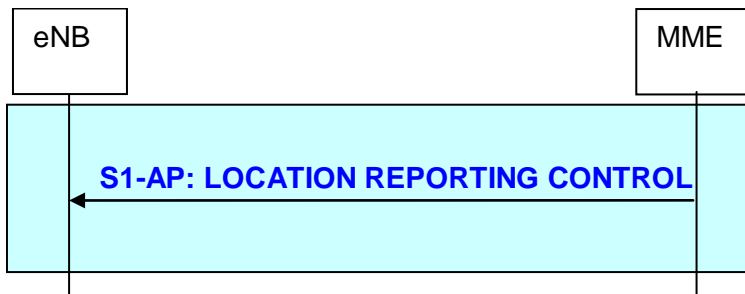 eNB
MME
S1-AP: LOCATION REPORTING CONTROL